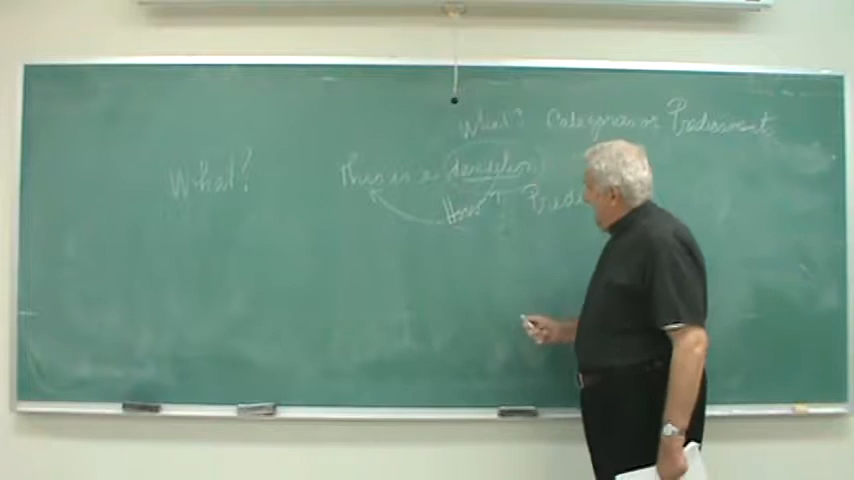 What? Categories or Predicament
What? This is a dandelion
How?